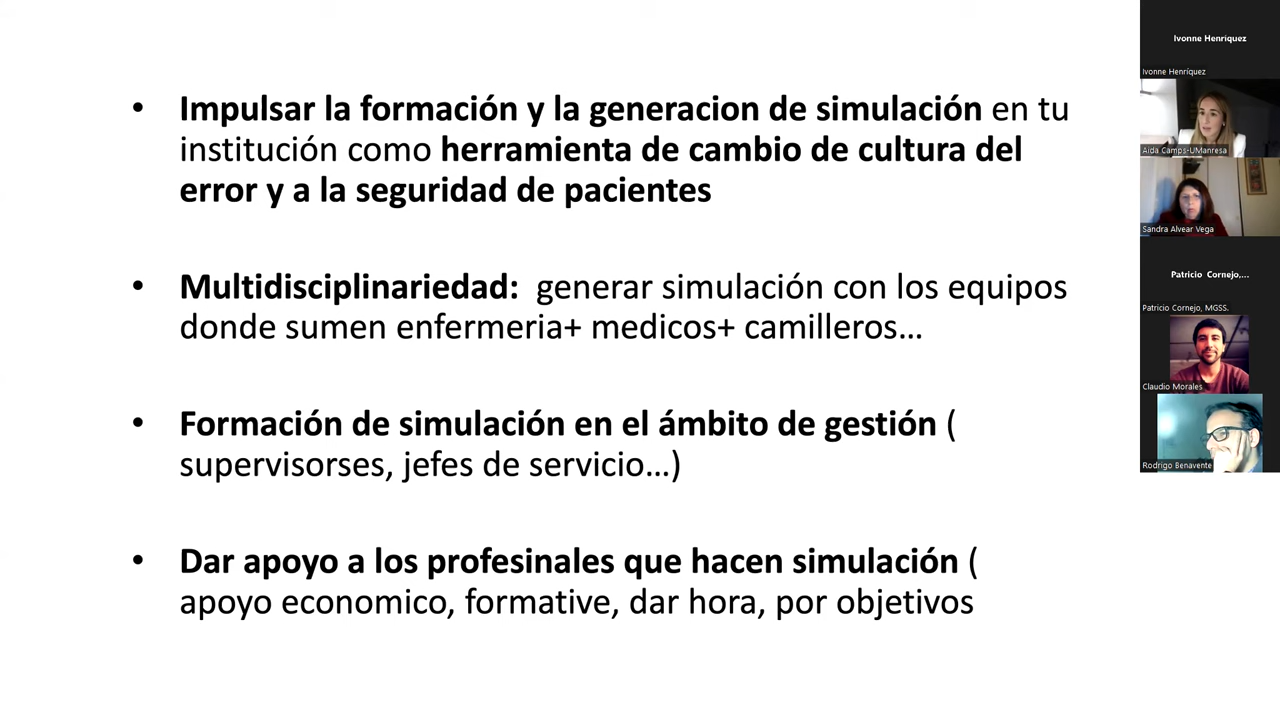 • Impulsar la formación y la generacion de simulación en tu
institución como herramienta de cambio de cultura del
error y a la seguridad de pacientes
• Multidisciplinariedad: generar simulación con los equipos
donde sumen enfermeria+ medicos+ camilleros…
• Formación de simulación en el ámbito de gestión (
supervisorses, jefes de servicio…)
• Dar apoyo a los profesinales que hacen simulación (
apoyo economico, formative, dar hora, por objetivos
Ivonne Henriquez
Ivonne Henríquez
Aida Camps-UManresa
Sandra Alvear Vega
Patricio Cornejo,...
Patricio Cornejo, MGSS.
Claudio Morales
Rodrigo Benavente